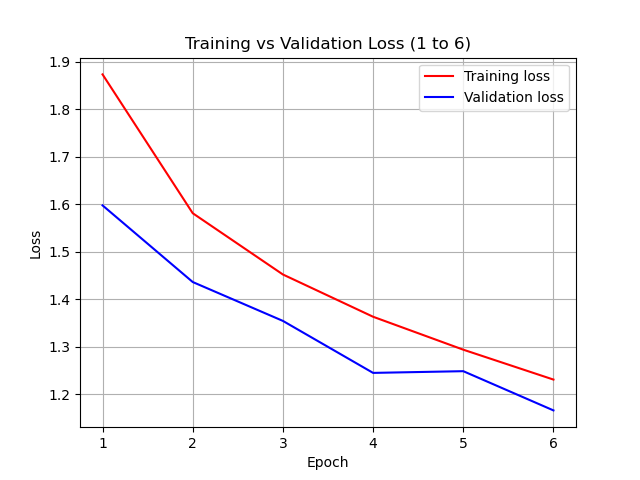 Training vs Validation Loss (1 to 6)
Training loss
Validation loss
1.9
1.8
1.7
1.6
1.5
1.4
1.3
1.2
Loss
1 2 3 4 5 6
Epoch